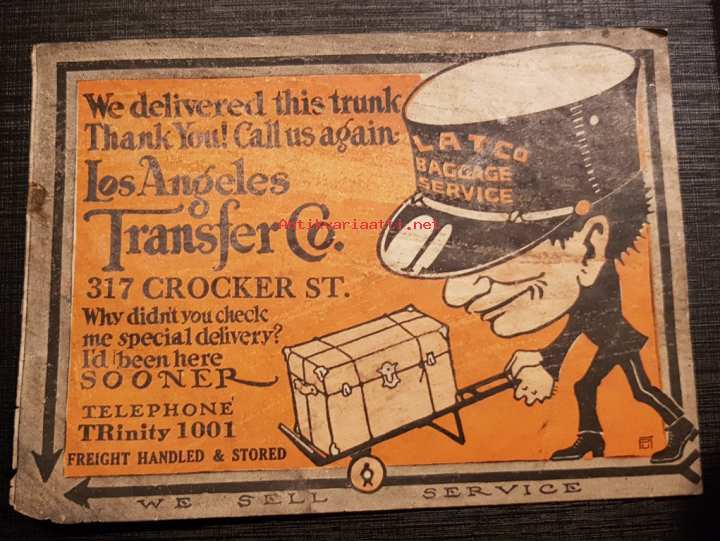 We delivered this trunk
Thank You! Call us again-
Los Angeles
Transfer Co.
317 CROCKER ST.
Why didn't you check
me special delivery?
I'd been here
SOONER
TELEPHONE
TRinity 1001
FREIGHT HANDLED & STORED
L A T Co
BAGGAGE
SERVICE
WE SELL SERVICE
Antikvariaatti.net